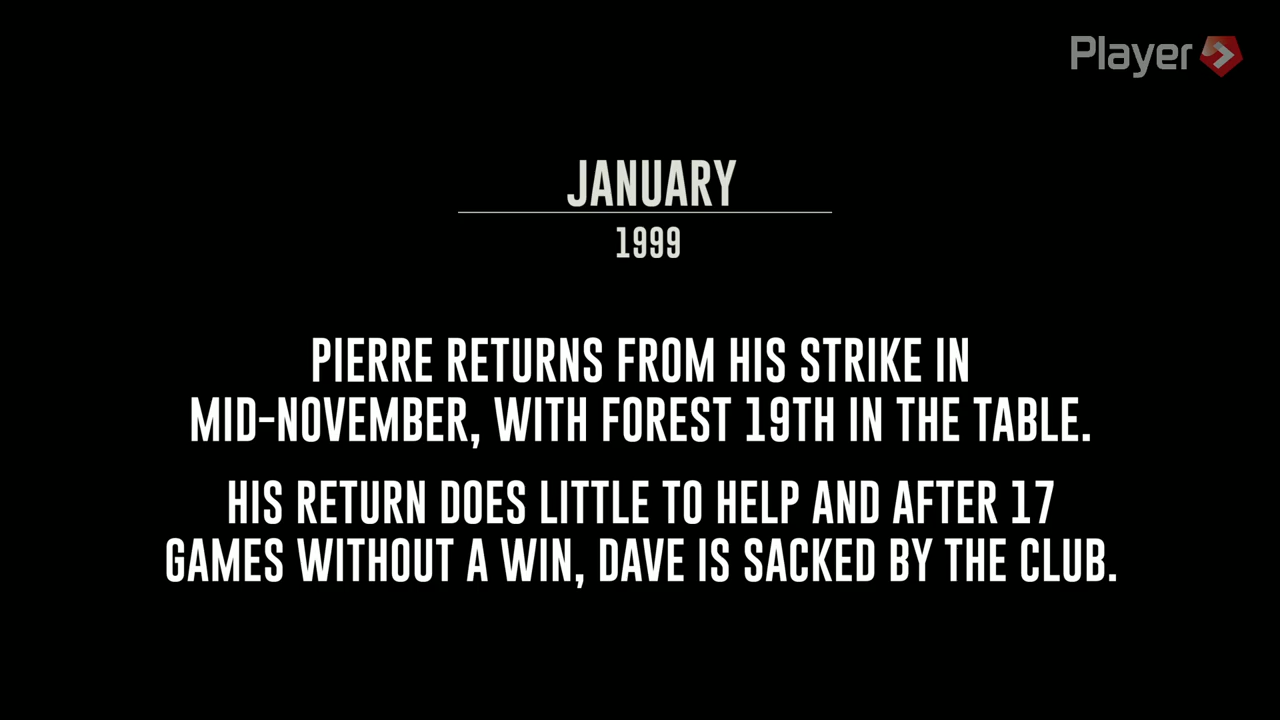 Player
JANUARY
1999
PIERRE RETURNS FROM HIS STRIKE IN
MID-NOVEMBER, WITH FOREST 19TH IN THE TABLE.
HIS RETURN DOES LITTLE TO HELP AND AFTER 17
GAMES WITHOUT A WIN, DAVE IS SACKED BY THE CLUB.